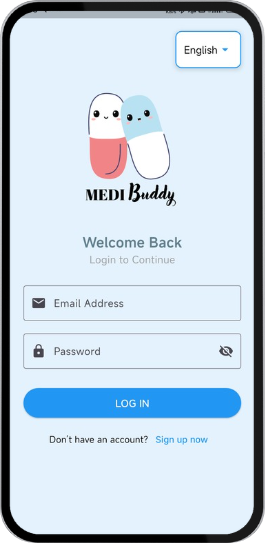 English
MEDI Buddy
Welcome Back
Login to Continue
Email Address
Password
LOG IN
Don't have an account? Sign up now